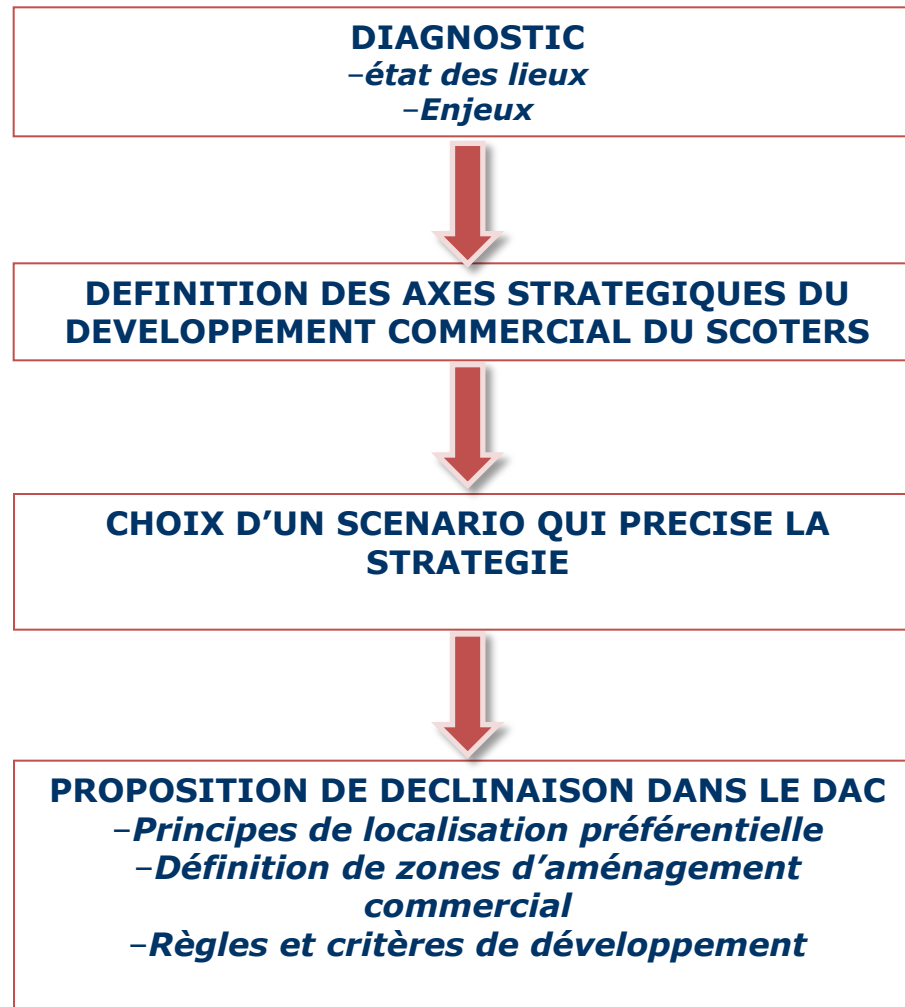 DIAGNOSTIC
–état des lieux
–Enjeux
DEFINITION DES AXES STRATEGIQUES DU
DEVELOPPEMENT COMMERCIAL DU SCOTERS
CHOIX D’UN SCENARIO QUI PRECISE LA
STRATEGIE
PROPOSITION DE DECLINAISON DANS LE DAC
–Principes de localisation préférentielle
–Définition de zones d’aménagement
commercial
–Règles et critères de développement